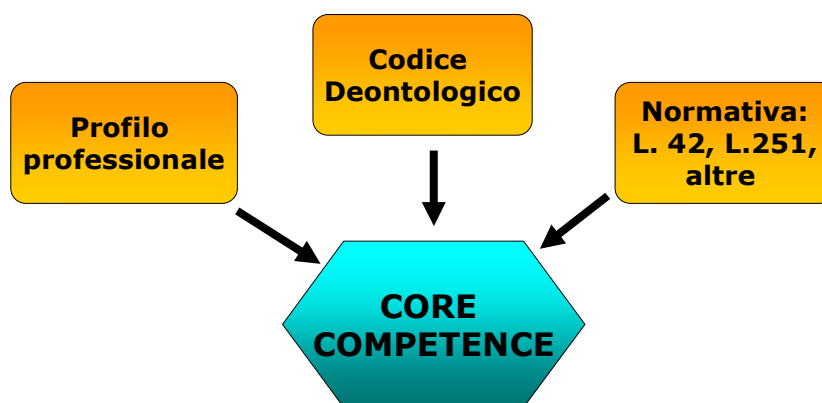 Profilo
professionale
Codice
Deontologico
Normativa:
L. 42, L.251,
altre
CORE
COMPETENCE